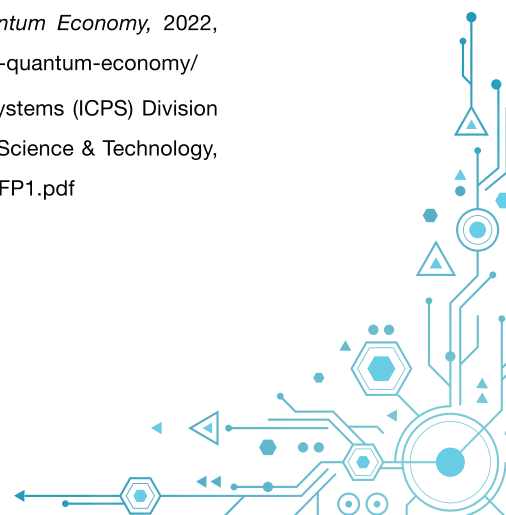 ntum Economy, 2022,
-quantum-economy/
ystems (ICPS) Division
Science & Technology,
FP1.pdf